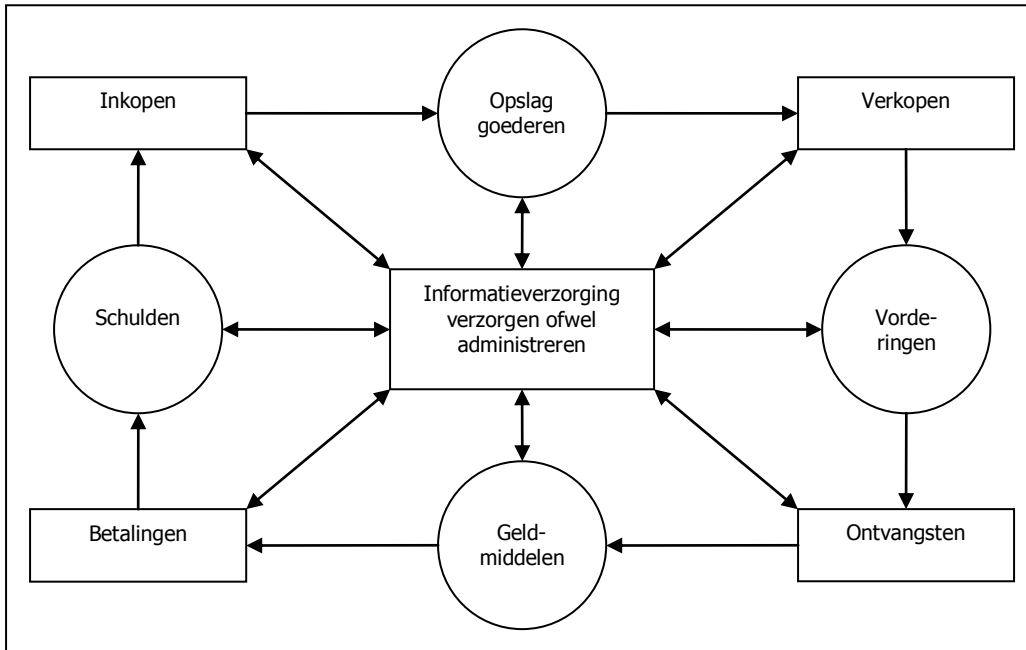 Inkopen
Opslag
goederen
Verkopen
Schulden
Informatieverzorging
verzorgen ofwel
administreren
Vorde-
ringen
Betalingen
Geld-
middelen
Ontvangsten